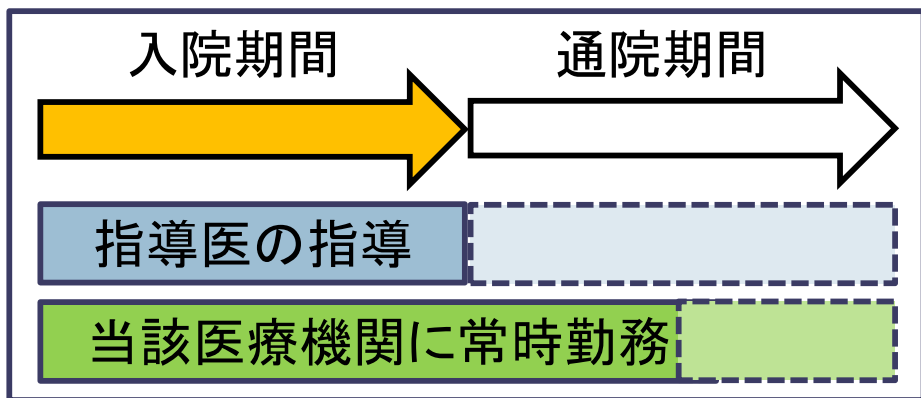 入院期間
通院期間
指導医の指導
当該医療機関に常時勤務